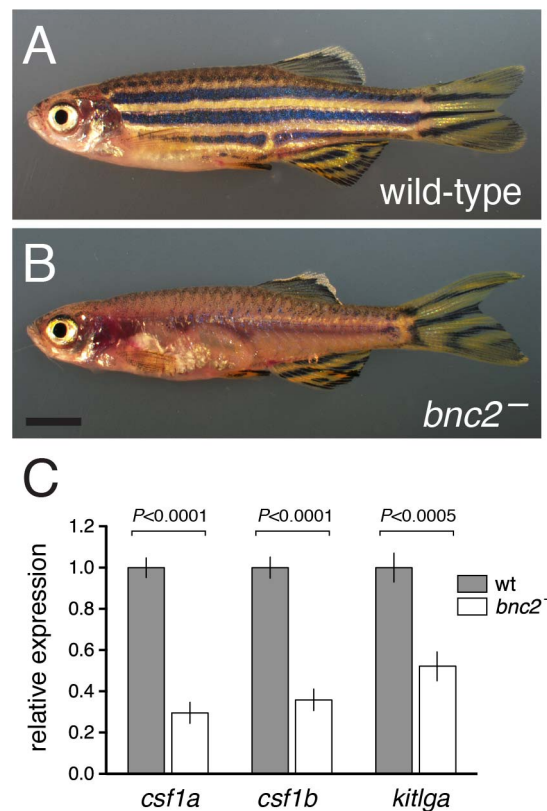 A
wild-type
B
bnc2−
C
P<0.0001 P<0.0001 P<0.0005
relative expression
1.2
1.0
0.8
0.6
0.4
0.2
0.0
wt
bnc2−
csf1a csf1b kitlga